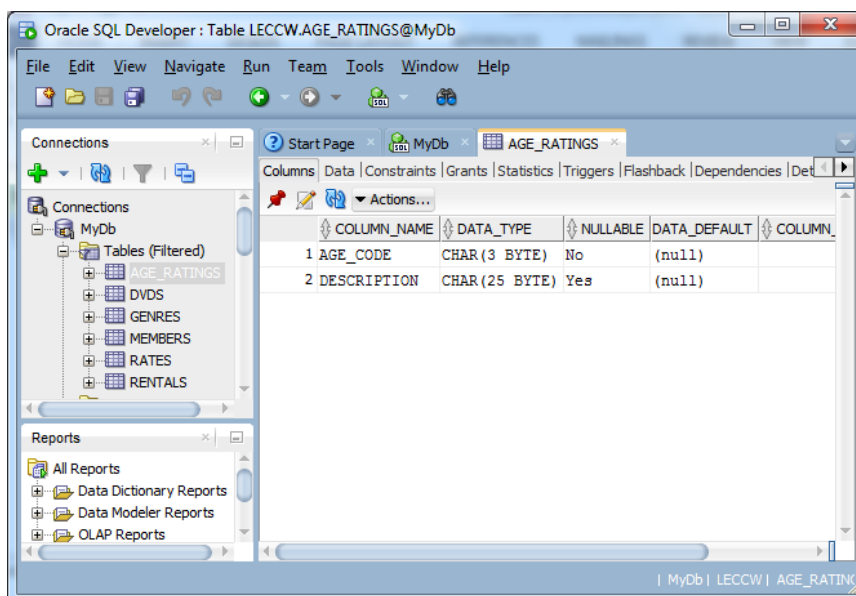 Oracle SQL Developer : Table LECCW.AGE_RATINGS@MyDb
File Edit View Navigate Run Team Tools Window Help
Connections
Connections
MyDb
Tables (Filtered)
AGE_RATINGS
DVDS
GENRES
MEMBERS
RATES
RENTALS
Reports
All Reports
Data Dictionary Reports
Data Modeler Reports
OLAP Reports
Start Page MyDb AGE_RATINGS
Columns Data Constraints Grants Statistics Triggers Flashback Dependencies Det
Actions...
COLUMN_NAME DATA_TYPE NULLABLE DATA_DEFAULT COLUMN_
1 AGE_CODE CHAR(3 BYTE) No (null)
2 DESCRIPTION CHAR(25 BYTE) Yes (null)
| MyDb | LECCW | AGE_RATING